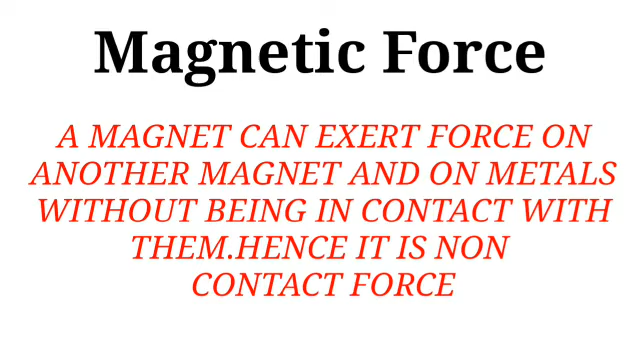 Magnetic Force
A MAGNET CAN EXERT FORCE ON
ANOTHER MAGNET AND ON METALS
WITHOUT BEING IN CONTACT WITH
THEM.HENCE IT IS NON
CONTACT FORCE